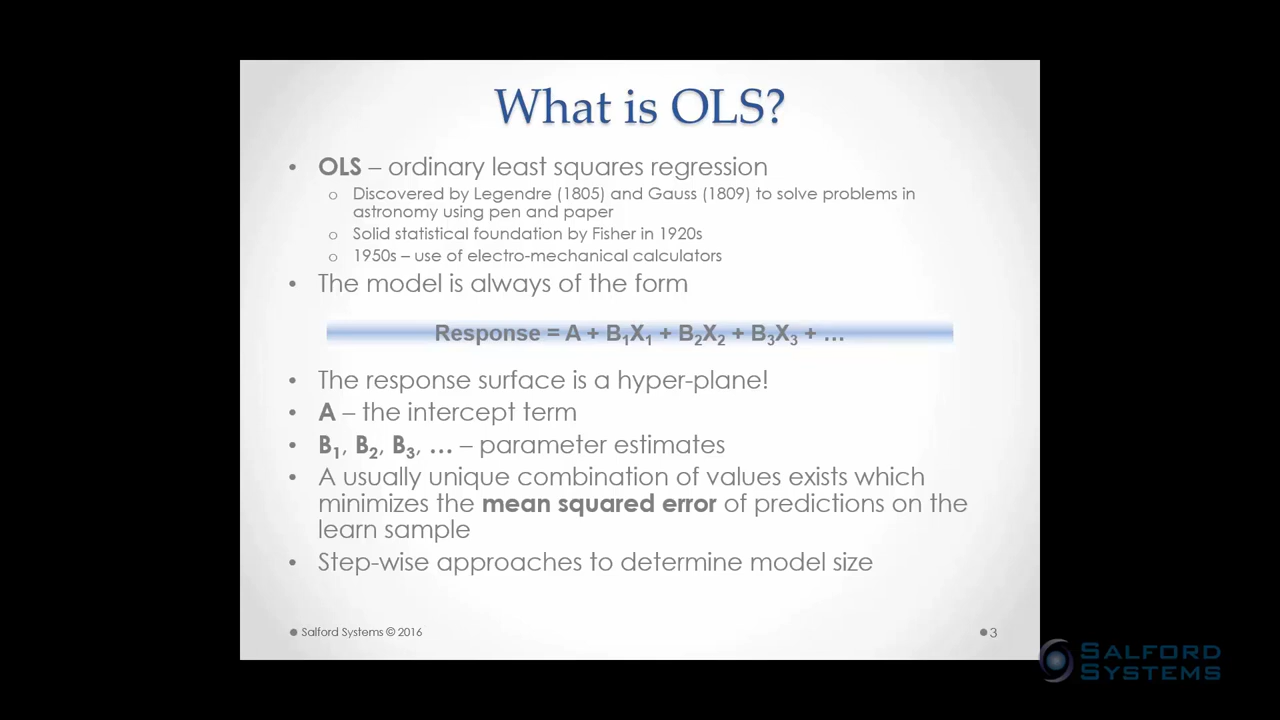 What is OLS?
• OLS – ordinary least squares regression
o Discovered by Legendre (1805) and Gauss (1809) to solve problems in
astronomy using pen and paper
o Solid statistical foundation by Fisher in 1920s
o 1950s – use of electro-mechanical calculators
• The model is always of the form
Response = A + B₁X₁ + B₂X₂ + B₃X₃ + …
• The response surface is a hyper-plane!
• A – the intercept term
• B₁, B₂, B₃, … – parameter estimates
• A usually unique combination of values exists which
minimizes the mean squared error of predictions on the
learn sample
• Step-wise approaches to determine model size
• Salford Systems © 2016
• 3
SALFORD
SYSTEMS